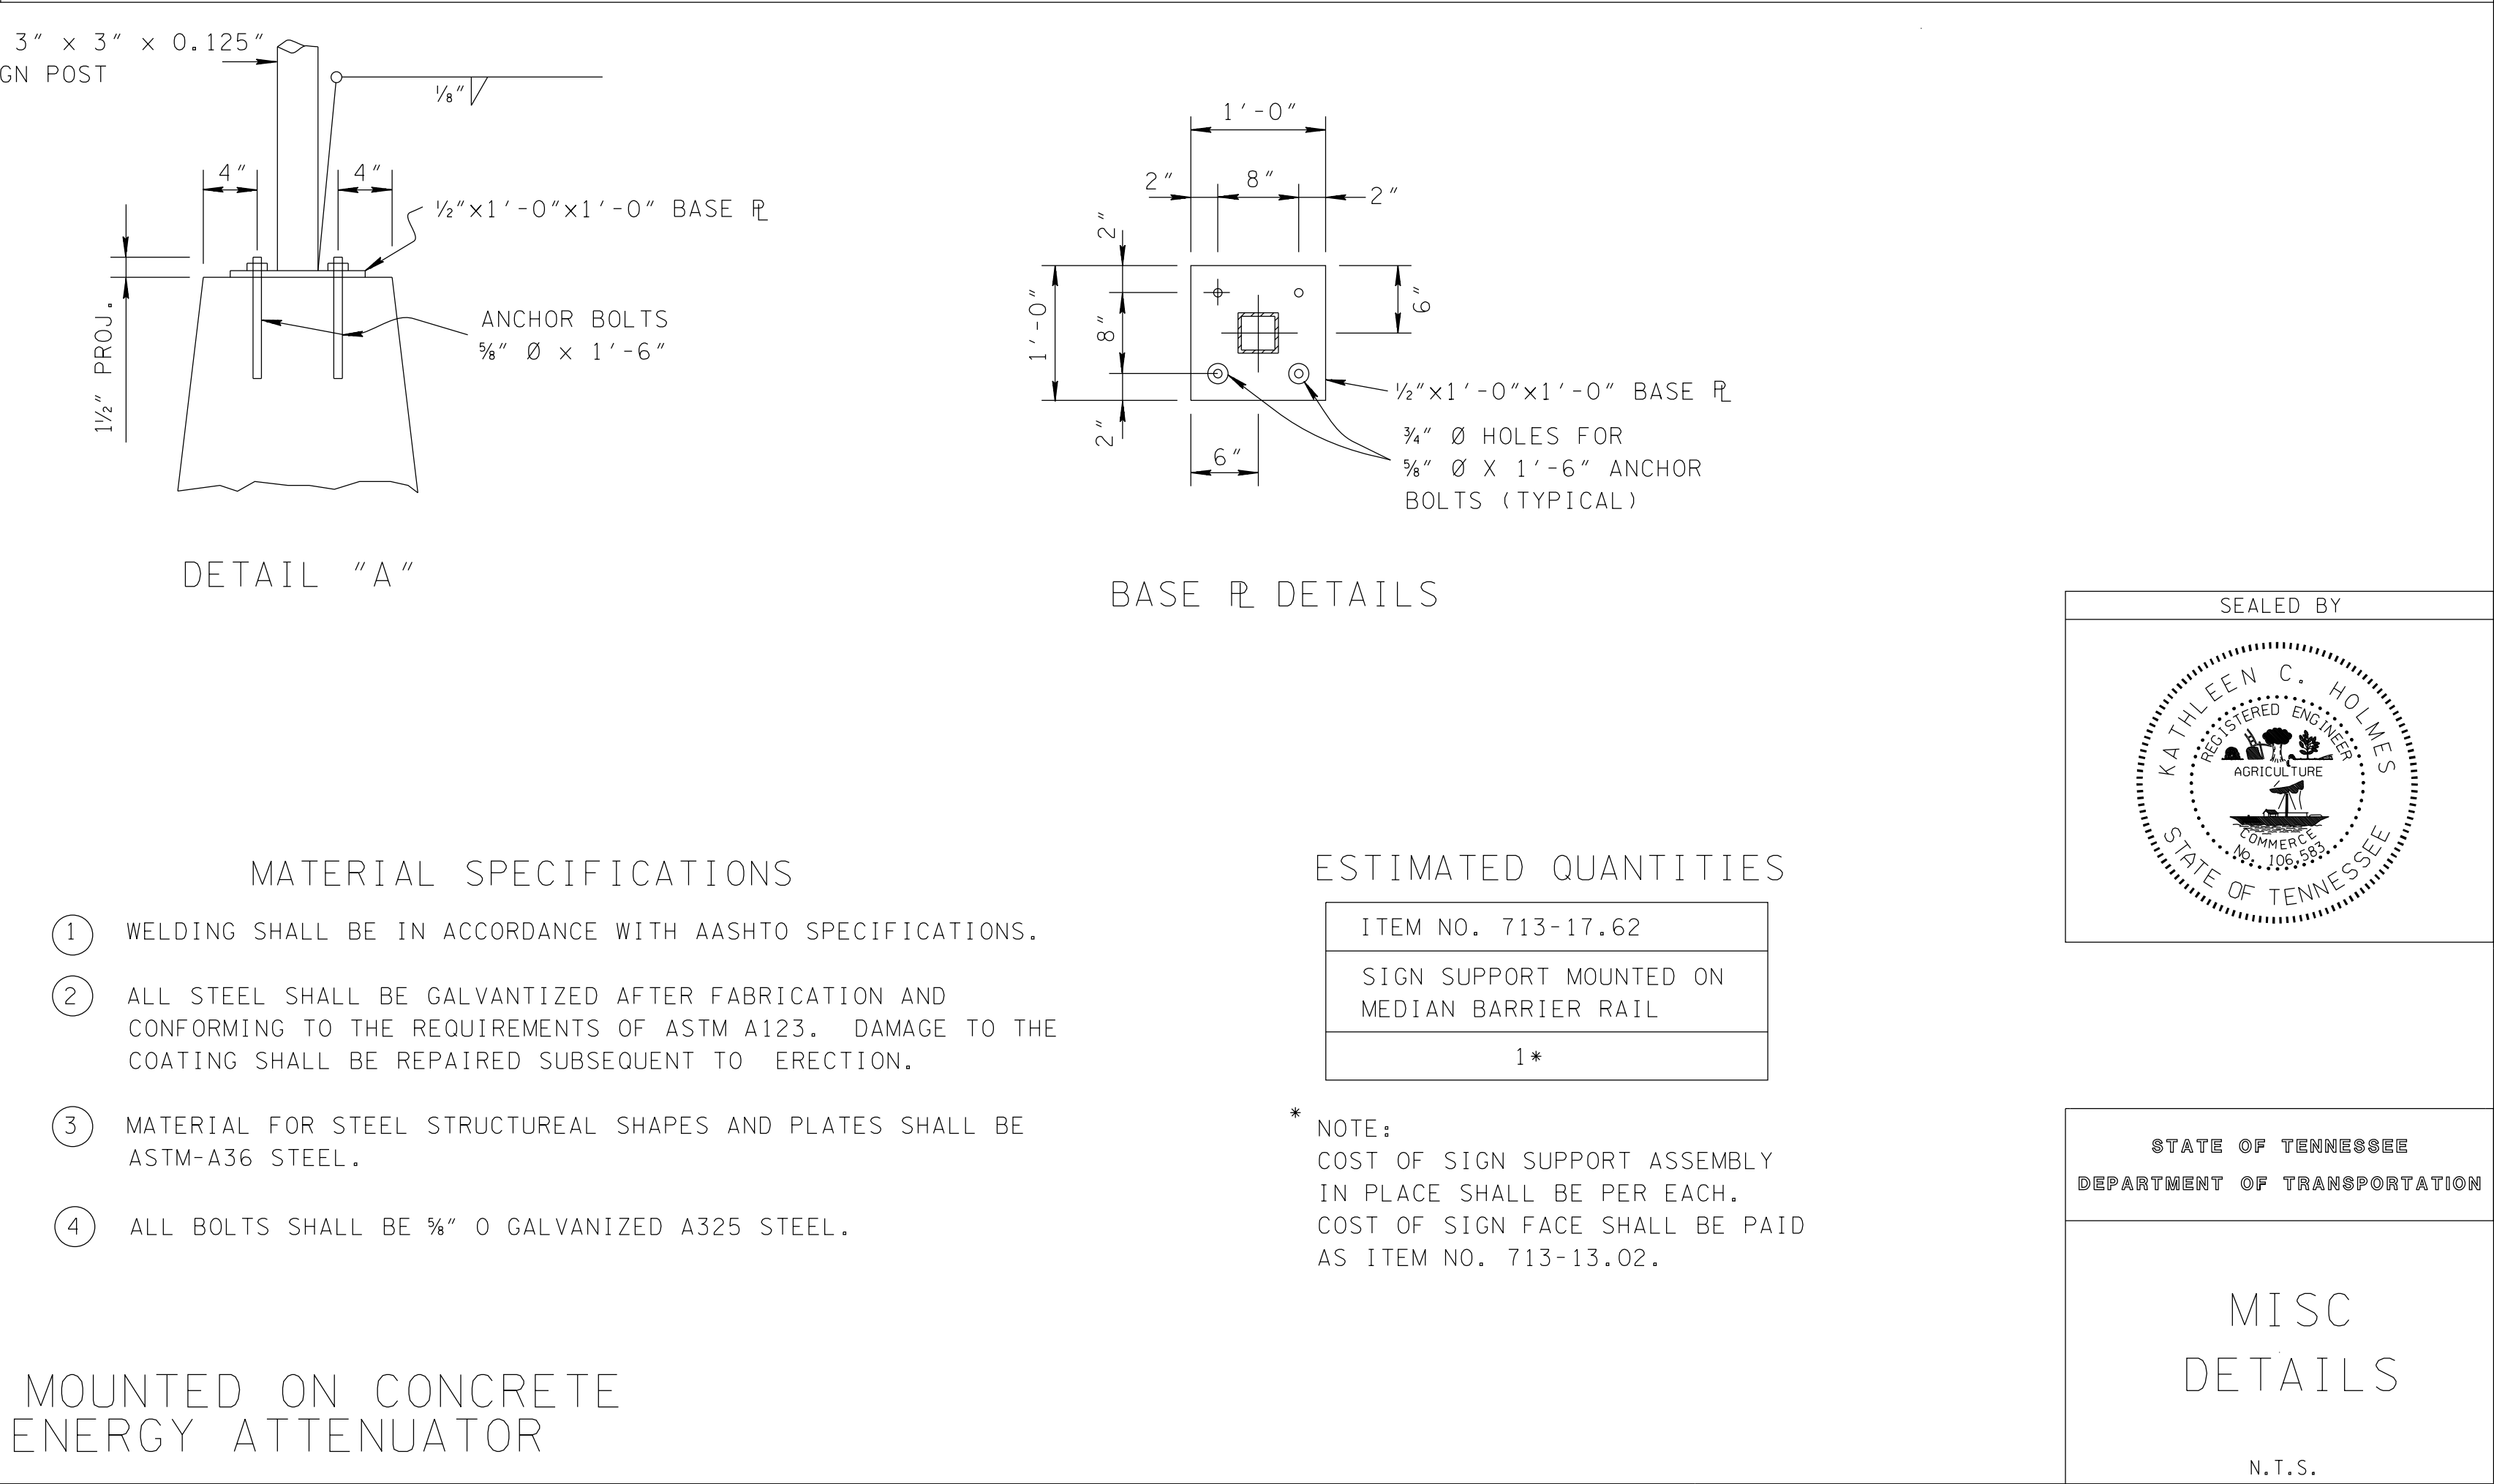 3" x 3" x 0.125"
GN POST
1/8"
4"
4"
1/2"x1'-0"x1'-0" BASE PL
1 1/2" PROJ.
ANCHOR BOLTS
5/8" Ø x 1'-6"
DETAIL "A"
1'-0"
2"
8"
2"
2"
1'-0"
8"
2"
6"
6"
1/2"x1'-0"x1'-0" BASE PL
3/4" Ø HOLES FOR
5/8" Ø X 1'-6" ANCHOR
BOLTS (TYPICAL)
BASE PL DETAILS
SEALED BY
KATHLEEN C. HOLMES
REGISTERED ENGINEER
AGRICULTURE
COMMERCE
No. 106,583
STATE OF TENNESSEE
MATERIAL SPECIFICATIONS
1 WELDING SHALL BE IN ACCORDANCE WITH AASHTO SPECIFICATIONS.
2 ALL STEEL SHALL BE GALVANTIZED AFTER FABRICATION AND
CONFORMING TO THE REQUIREMENTS OF ASTM A123. DAMAGE TO THE
COATING SHALL BE REPAIRED SUBSEQUENT TO ERECTION.
3 MATERIAL FOR STEEL STRUCTUREAL SHAPES AND PLATES SHALL BE
ASTM-A36 STEEL.
4 ALL BOLTS SHALL BE 5/8" O GALVANIZED A325 STEEL.
ESTIMATED QUANTITIES
ITEM NO. 713-17.62
SIGN SUPPORT MOUNTED ON
MEDIAN BARRIER RAIL
1*
* NOTE:
COST OF SIGN SUPPORT ASSEMBLY
IN PLACE SHALL BE PER EACH.
COST OF SIGN FACE SHALL BE PAID
AS ITEM NO. 713-13.02.
STATE OF TENNESSEE
DEPARTMENT OF TRANSPORTATION
MISC
DETAILS
N.T.S.
MOUNTED ON CONCRETE
ENERGY ATTENUATOR